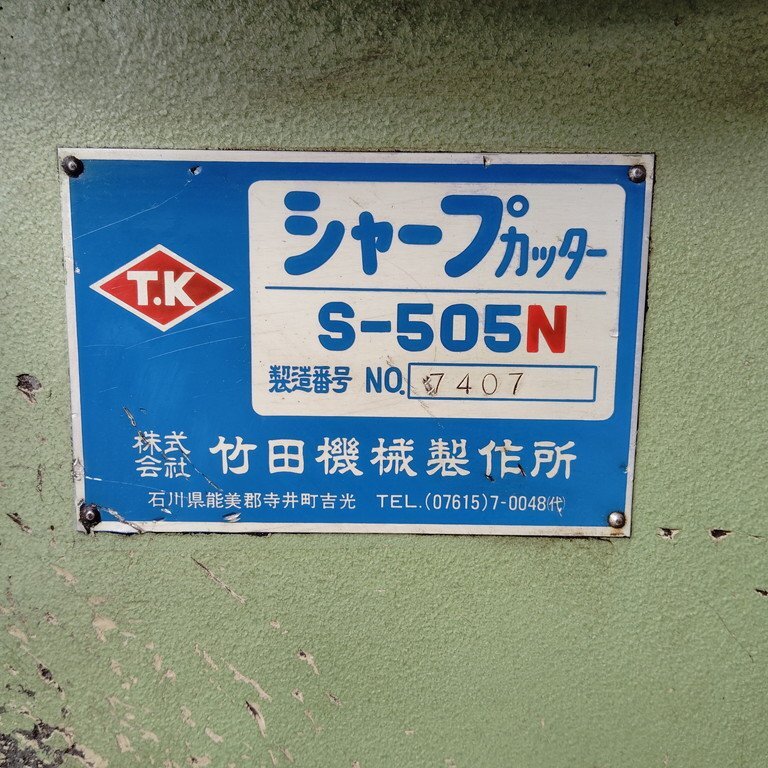 T.K
シャープカッター
S-505N
製造番号 NO. 7407
株式会社 竹田機械製作所
石川県能美郡寺井町吉光 TEL.(07615)7-0048(代)